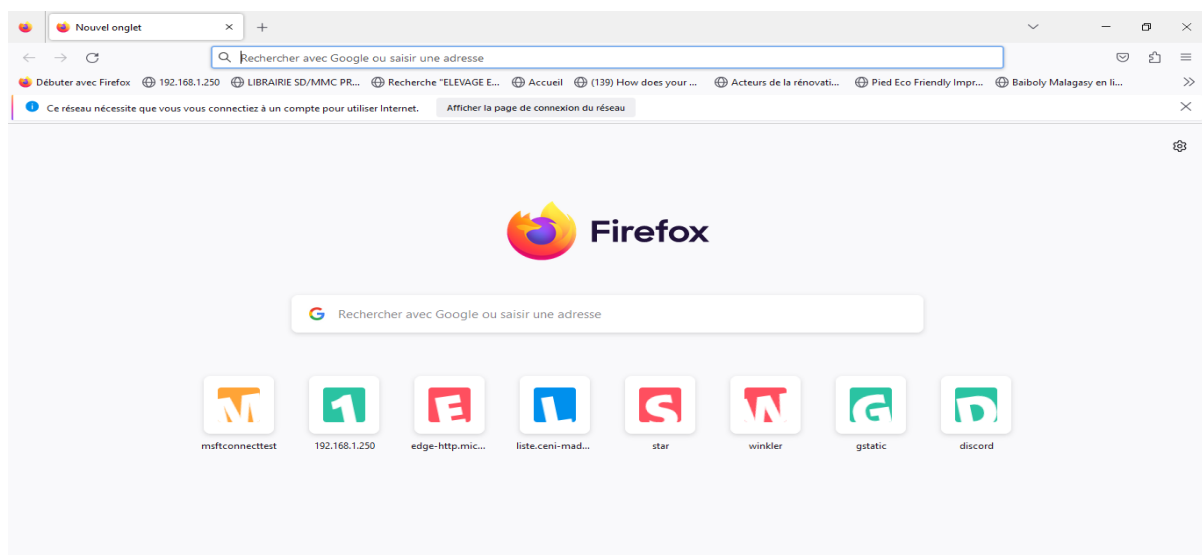 Nouvel onglet
Rechercher avec Google ou saisir une adresse
Débuter avec Firefox 192.168.1.250 LIBRAIRIE SD/MMC PR... Recherche "ELEVAGE E... Accueil (139) How does your ... Acteurs de la rénovati... Pied Eco Friendly Impr... Baiboly Malagasy en li...
Ce réseau nécessite que vous vous connectiez à un compte pour utiliser Internet. Afficher la page de connexion du réseau
Firefox
G Rechercher avec Google ou saisir une adresse
M 1 E L S W G D
msftconnecttest 192.168.1.250 edge-http.mic... liste.ceni-mad... star winkler gstatic discord